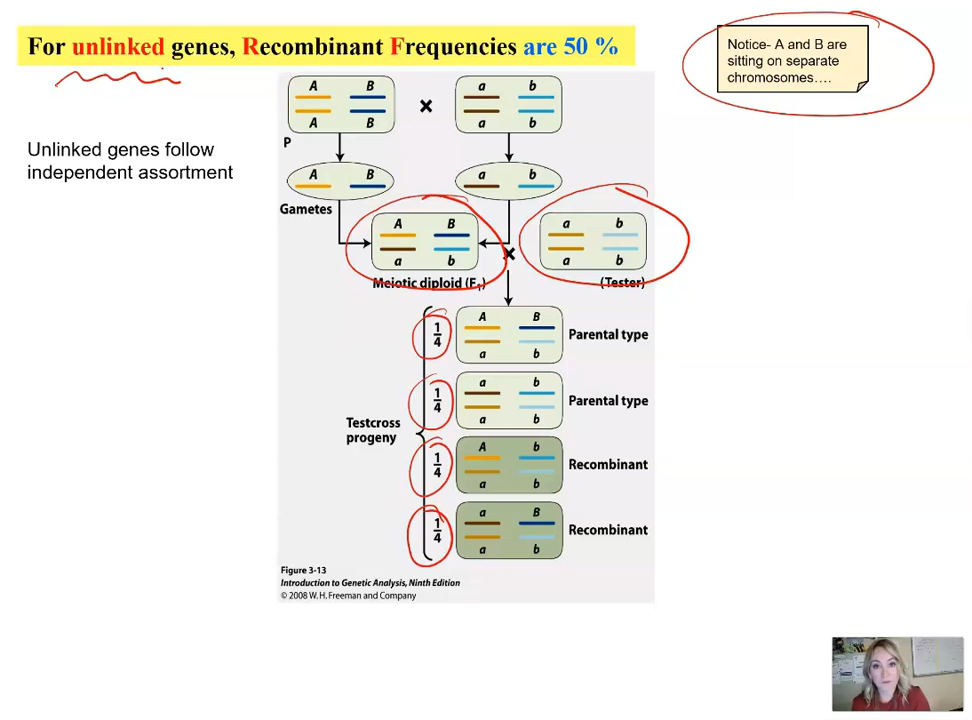 For unlinked genes, Recombinant Frequencies are 50 %
Notice- A and B are
sitting on separate
chromosomes….
Unlinked genes follow
independent assortment
A B
A B
×
a b
a b
P
A B
a b
Gametes
A B
a b
Meiotic diploid (F1)
×
a b
a b
(Tester)
Testcross
progeny
1/4
A B
a b
Parental type
1/4
a b
a b
Parental type
1/4
A b
a b
Recombinant
1/4
a B
a b
Recombinant
Figure 3-13
Introduction to Genetic Analysis, Ninth Edition
© 2008 W. H. Freeman and Company